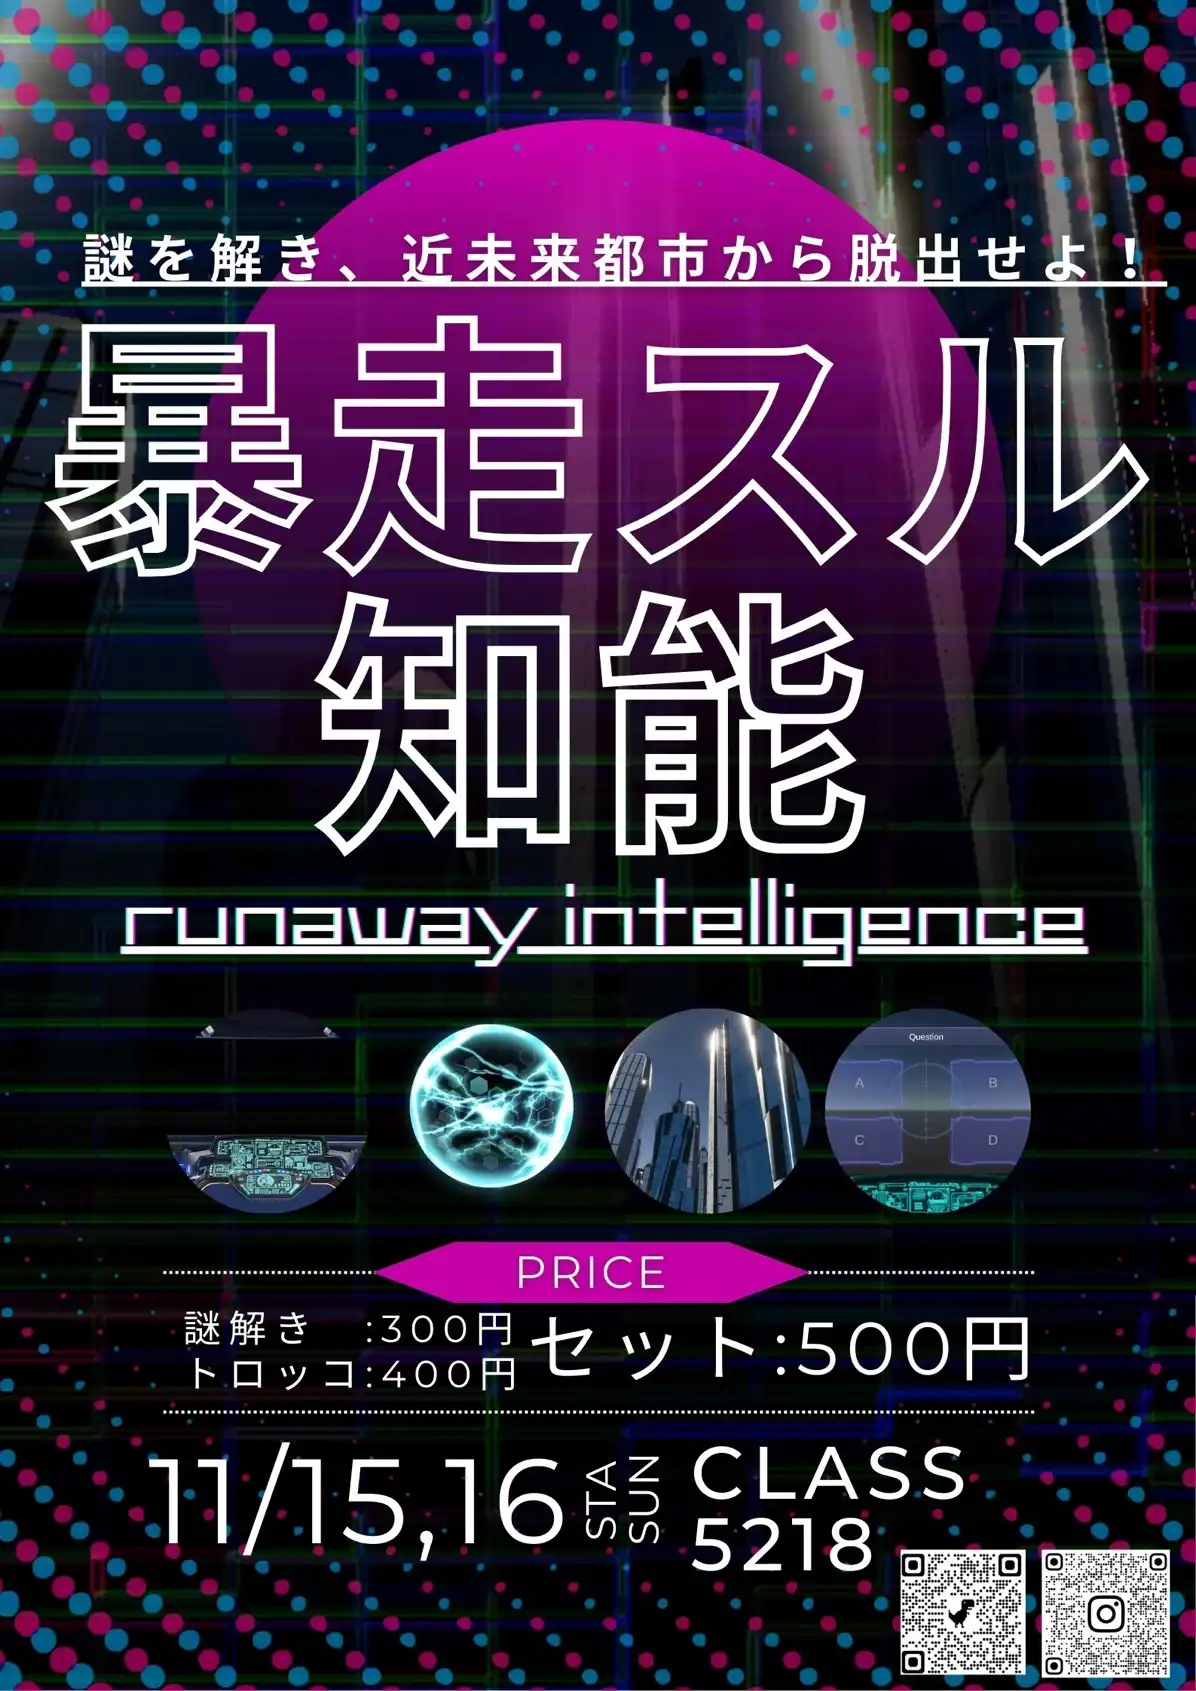 謎を解き、近未来都市から脱出せよ！
暴走スル
知能
runaway intelligence
Question
A
B
C
D
PRICE
謎解き :300円
トロッコ:400円
セット:500円
11/15,16
STA
SUN
CLASS
5218